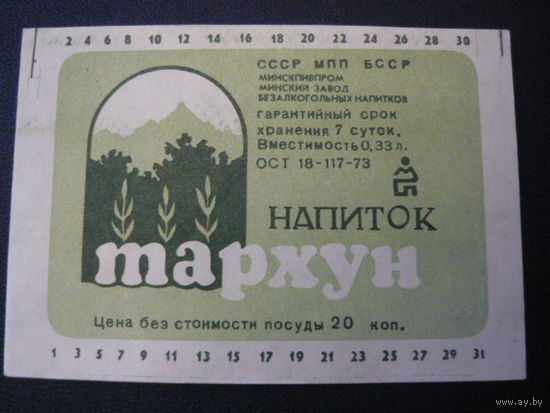 2 4 6 8 10 12 14 16 18 20 22 24 26 28 30
СССР МПП БССР
МИНСКПИВПРОМ
МИНСКИЙ ЗАВОД
БЕЗАЛКОГОЛЬНЫХ НАПИТКОВ
гарантийный срок
хранения 7 суток.
Вместимость 0,33 л.
ОСТ 18-117-73
НАПИТОК
тархун
Цена без стоимости посуды 20 коп.
1 3 5 7 9 11 13 15 17 19 21 23 25 27 29 31
www.ay.by